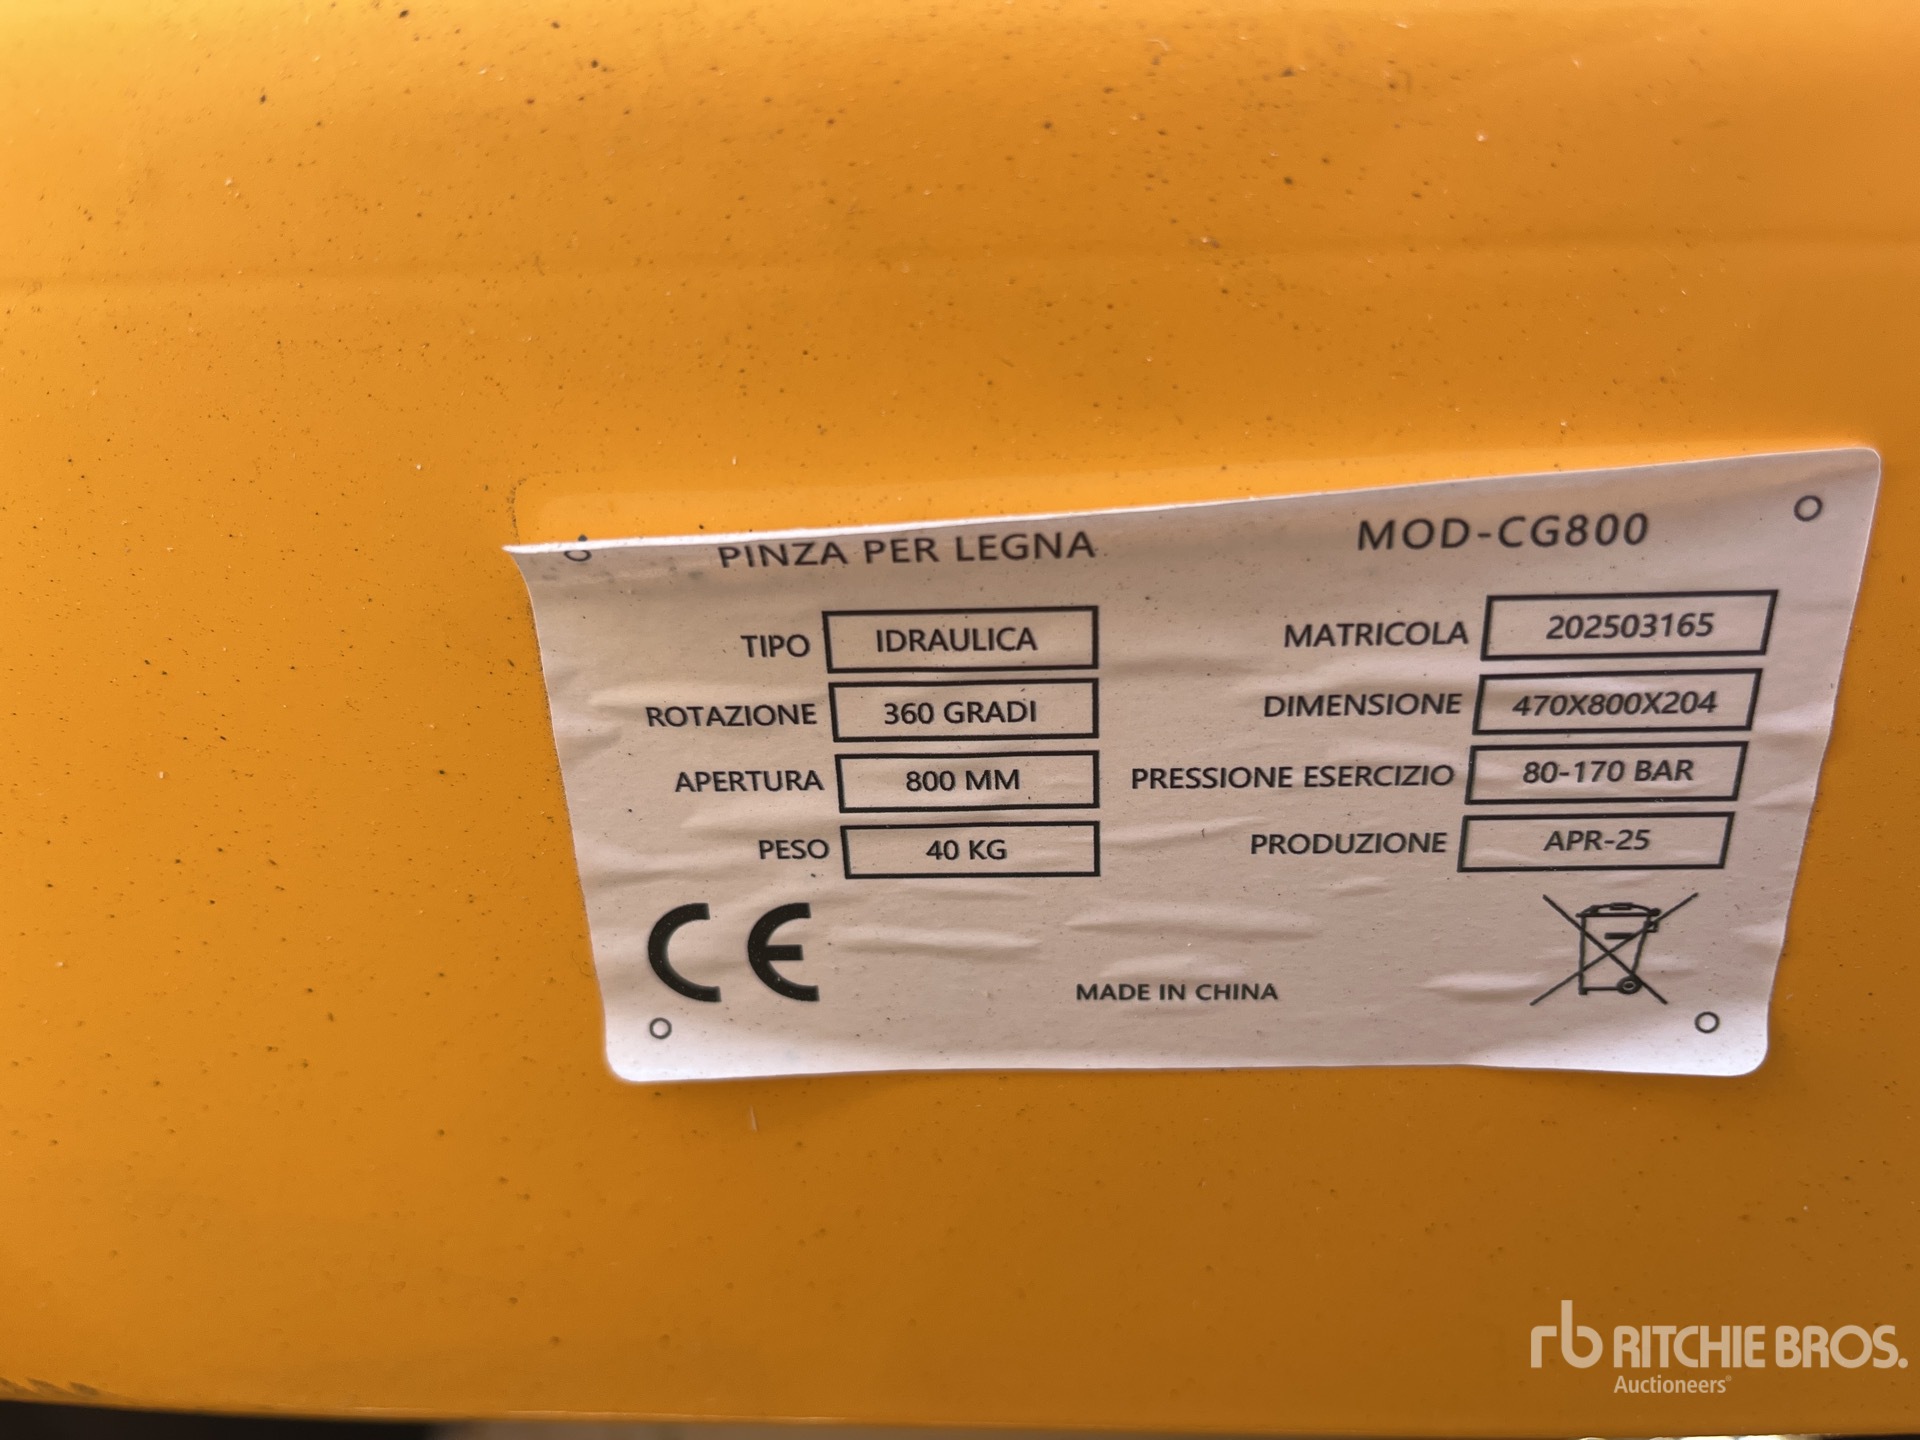 PINZA PER LEGNA MOD-CG800
TIPO IDRAULICA MATRICOLA 202503165
ROTAZIONE 360 GRADI DIMENSIONE 470X800X204
APERTURA 800 MM PRESSIONE ESERCIZIO 80-170 BAR
PESO 40 KG PRODUZIONE APR-25
CE
MADE IN CHINA
rb RITCHIE BROS.
Auctioneers®